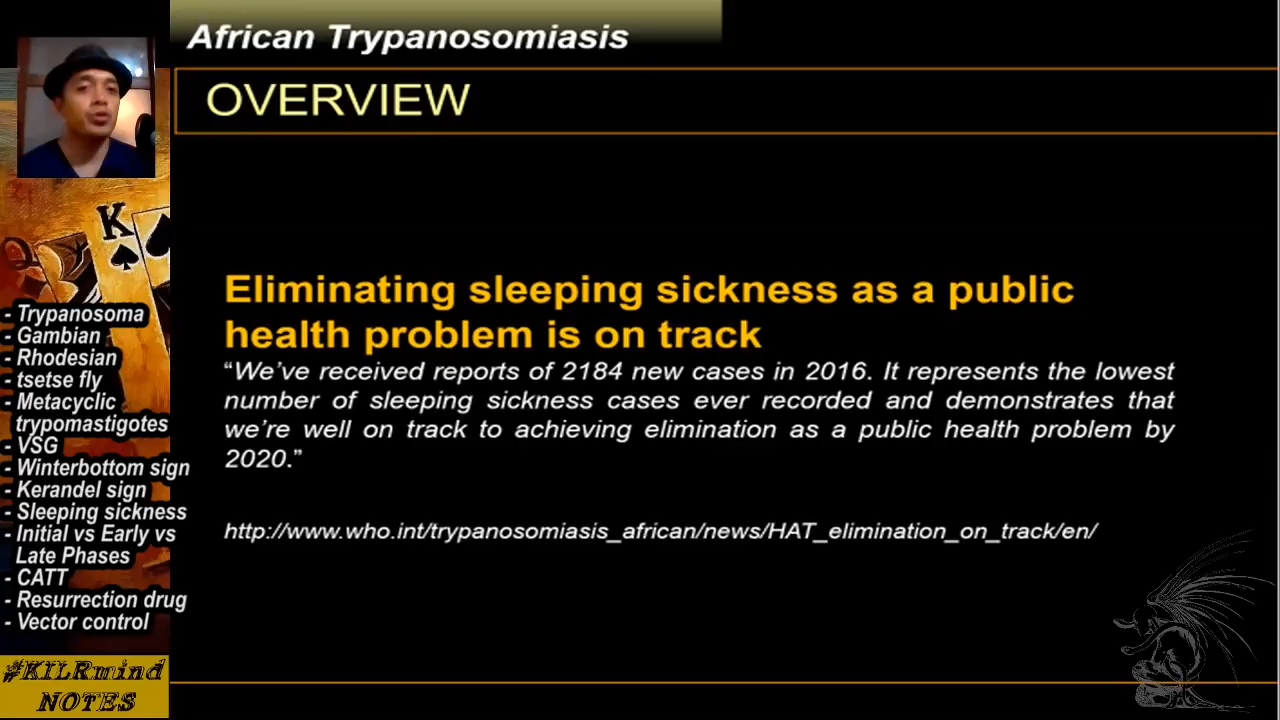 African Trypanosomiasis
OVERVIEW
Eliminating sleeping sickness as a public
health problem is on track
“We’ve received reports of 2184 new cases in 2016. It represents the lowest
number of sleeping sickness cases ever recorded and demonstrates that
we’re well on track to achieving elimination as a public health problem by
2020.”
http://www.who.int/trypanosomiasis_african/news/HAT_elimination_on_track/en/
K
- Trypanosoma
- Gambian
- Rhodesian
- tsetse fly
- Metacyclic
trypomastigotes
- VSG
- Winterbottom sign
- Kerandel sign
- Sleeping sickness
- Initial vs Early vs
Late Phases
- CATT
- Resurrection drug
- Vector control
#KILRmind
NOTES